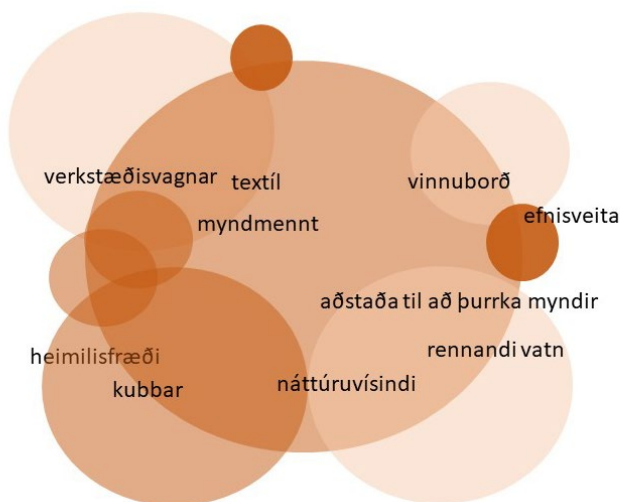 verkstæðisvagnar
textíl
vinnuborð
efnisveita
myndmennt
aðstaða til að þurrka myndir
rennandi vatn
heimilisfræði
kubbar
náttúruvísindi